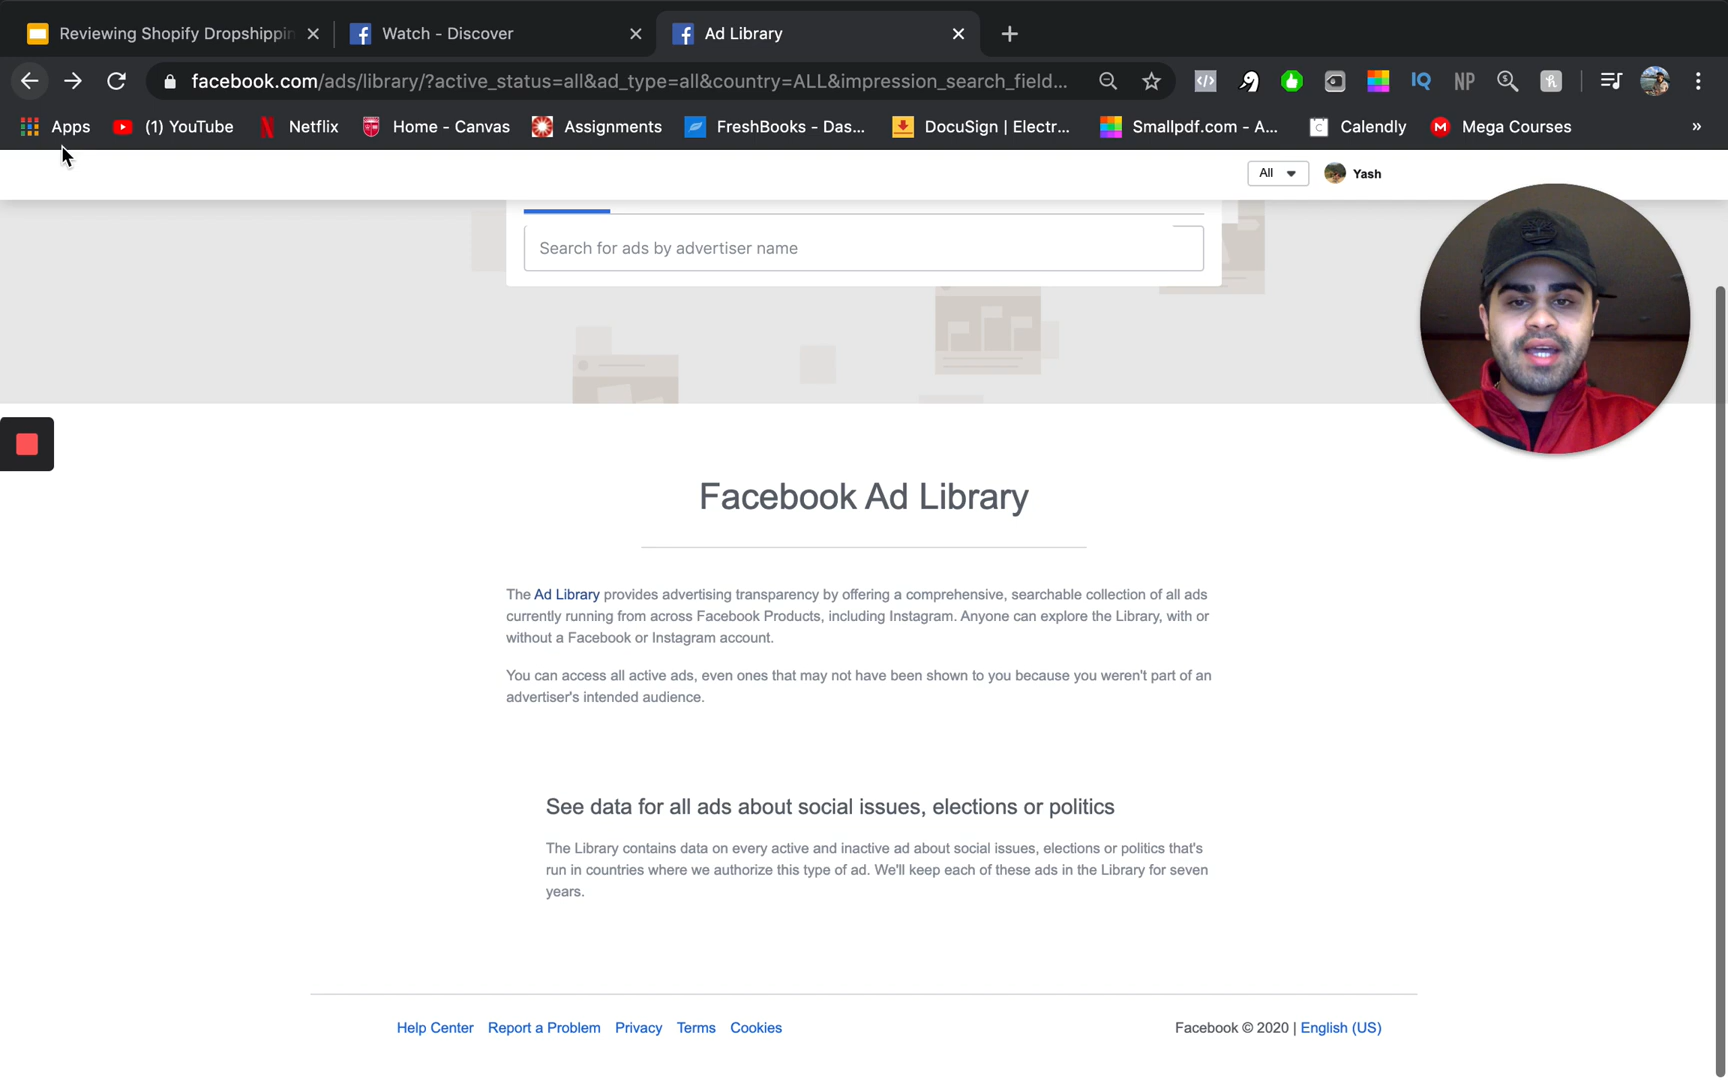 Reviewing Shopify Dropshippin
Watch - Discover
Ad Library
facebook.com/ads/library/?active_status=all&ad_type=all&country=ALL&impression_search_field...
IQ
NP
Apps
(1) YouTube
Netflix
Home - Canvas
Assignments
FreshBooks - Das...
DocuSign | Electr...
Smallpdf.com - A...
Calendly
Mega Courses
»
All
Yash
Search for ads by advertiser name
Facebook Ad Library
The Ad Library provides advertising transparency by offering a comprehensive, searchable collection of all ads
currently running from across Facebook Products, including Instagram. Anyone can explore the Library, with or
without a Facebook or Instagram account.
You can access all active ads, even ones that may not have been shown to you because you weren't part of an
advertiser's intended audience.
See data for all ads about social issues, elections or politics
The Library contains data on every active and inactive ad about social issues, elections or politics that's
run in countries where we authorize this type of ad. We'll keep each of these ads in the Library for seven
years.
Help Center Report a Problem Privacy Terms Cookies
Facebook © 2020 | English (US)